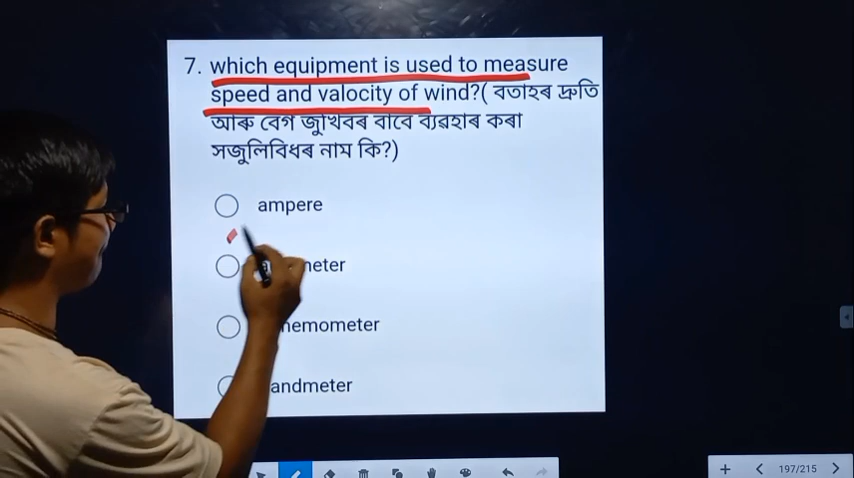 7. which equipment is used to measure
speed and valocity of wind?( বতাহৰ দ্ৰুতি
আৰু বেগ জুখিবৰ বাবে ব্যৱহাৰ কৰা
সজুলিবিধৰ নাম কি?)
ampere
meter
nemometer
andmeter
197/215